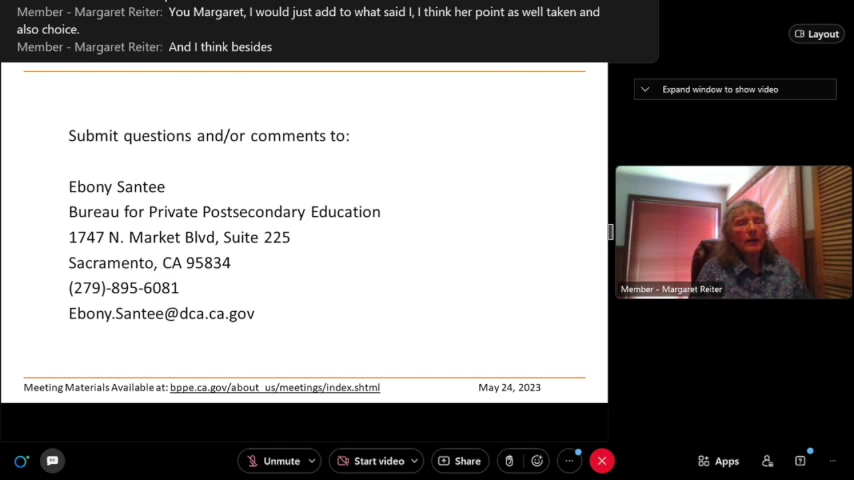 Member - Margaret Reiter: You Margaret, I would just add to what said I, I think her point as well taken and
also choice.
Member - Margaret Reiter: And I think besides
Layout
Expand window to show video
Submit questions and/or comments to:
Ebony Santee
Bureau for Private Postsecondary Education
1747 N. Market Blvd, Suite 225
Sacramento, CA 95834
(279)-895-6081
Ebony.Santee@dca.ca.gov
Member - Margaret Reiter
Meeting Materials Available at: bppe.ca.gov/about_us/meetings/index.shtml
May 24, 2023
Unmute
Start video
Share
Apps